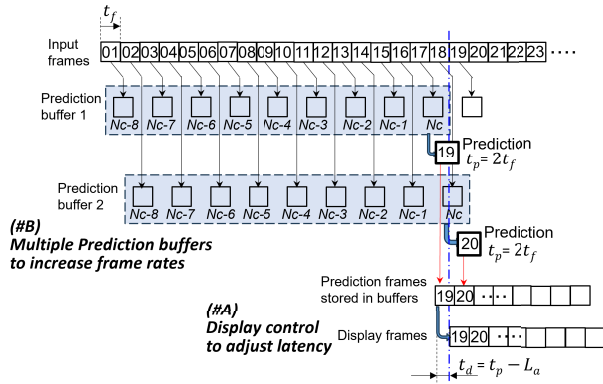 t_f
Input frames
01 02 03 04 05 06 07 08 09 10 11 12 13 14 15 16 17 18 19 20 21 22 23 ····
Prediction buffer 1
Nc-8 Nc-7 Nc-6 Nc-5 Nc-4 Nc-3 Nc-2 Nc-1 Nc
19
Prediction
t_p = 2t_f
Prediction buffer 2
Nc-8 Nc-7 Nc-6 Nc-5 Nc-4 Nc-3 Nc-2 Nc-1 Nc
(#B)
Multiple Prediction buffers
to increase frame rates
20
Prediction
t_p = 2t_f
Prediction frames
stored in buffers
19 20 ····
(#A)
Display control
to adjust latency
Display frames
19 20 ····
t_d = t_p − L_a